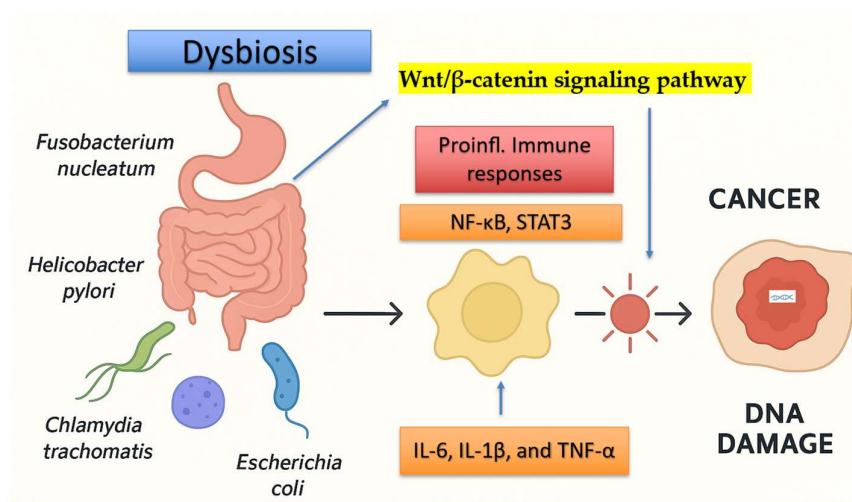 Dysbiosis
Wnt/β-catenin signaling pathway
Fusobacterium
nucleatum
Proinfl. Immune
responses
NF-κB, STAT3
CANCER
Helicobacter
pylori
Chlamydia
trachomatis
Escherichia
coli
IL-6, IL-1β, and TNF-α
DNA
DAMAGE